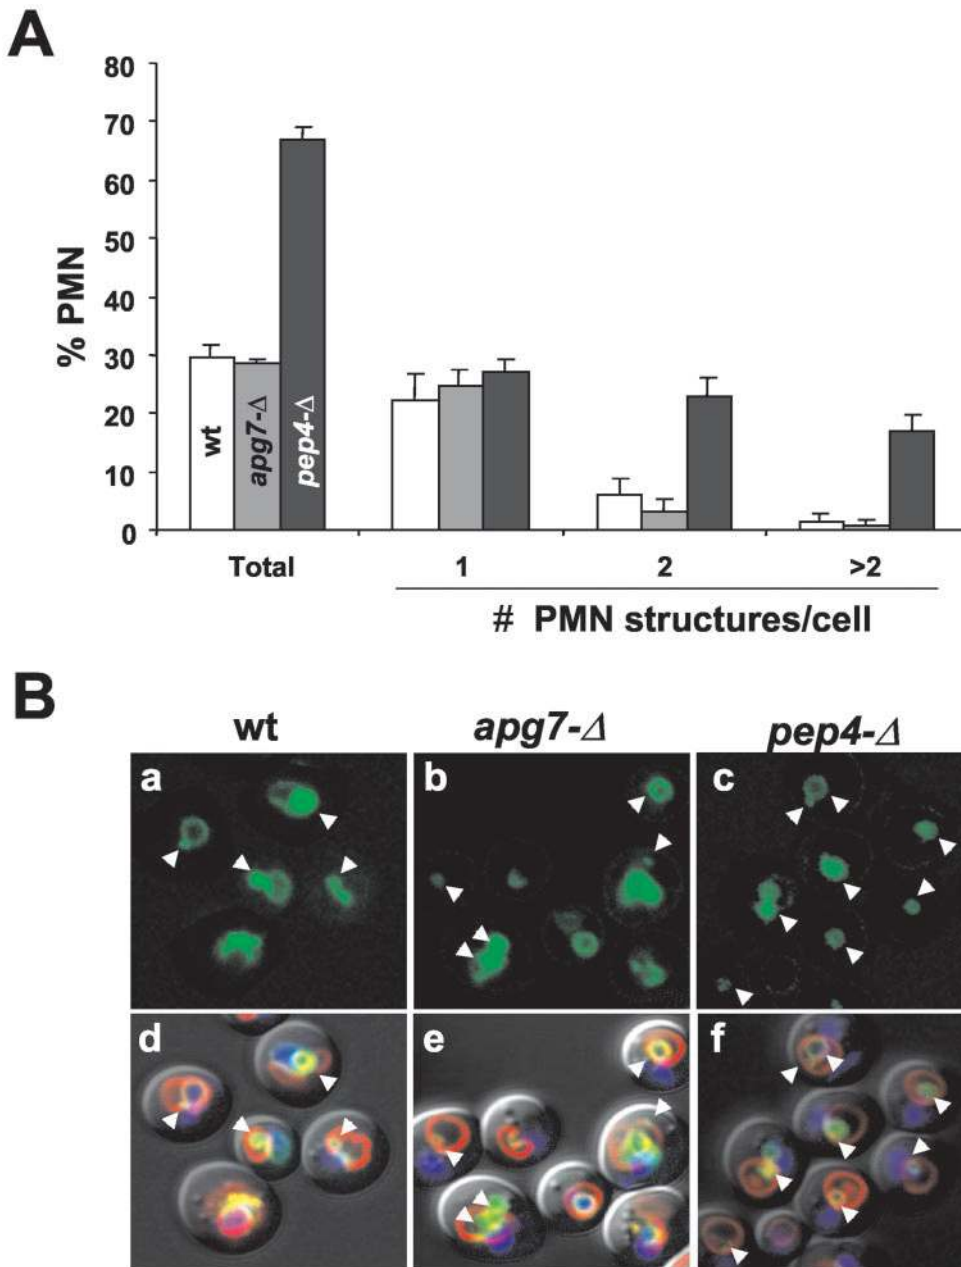 A
80
70
60
50
40
30
20
10
0
% PMN
wt
apg7-Δ
pep4-Δ
Total
1
2
>2
# PMN structures/cell
B
wt
apg7-Δ
pep4-Δ
a
b
c
d
e
f